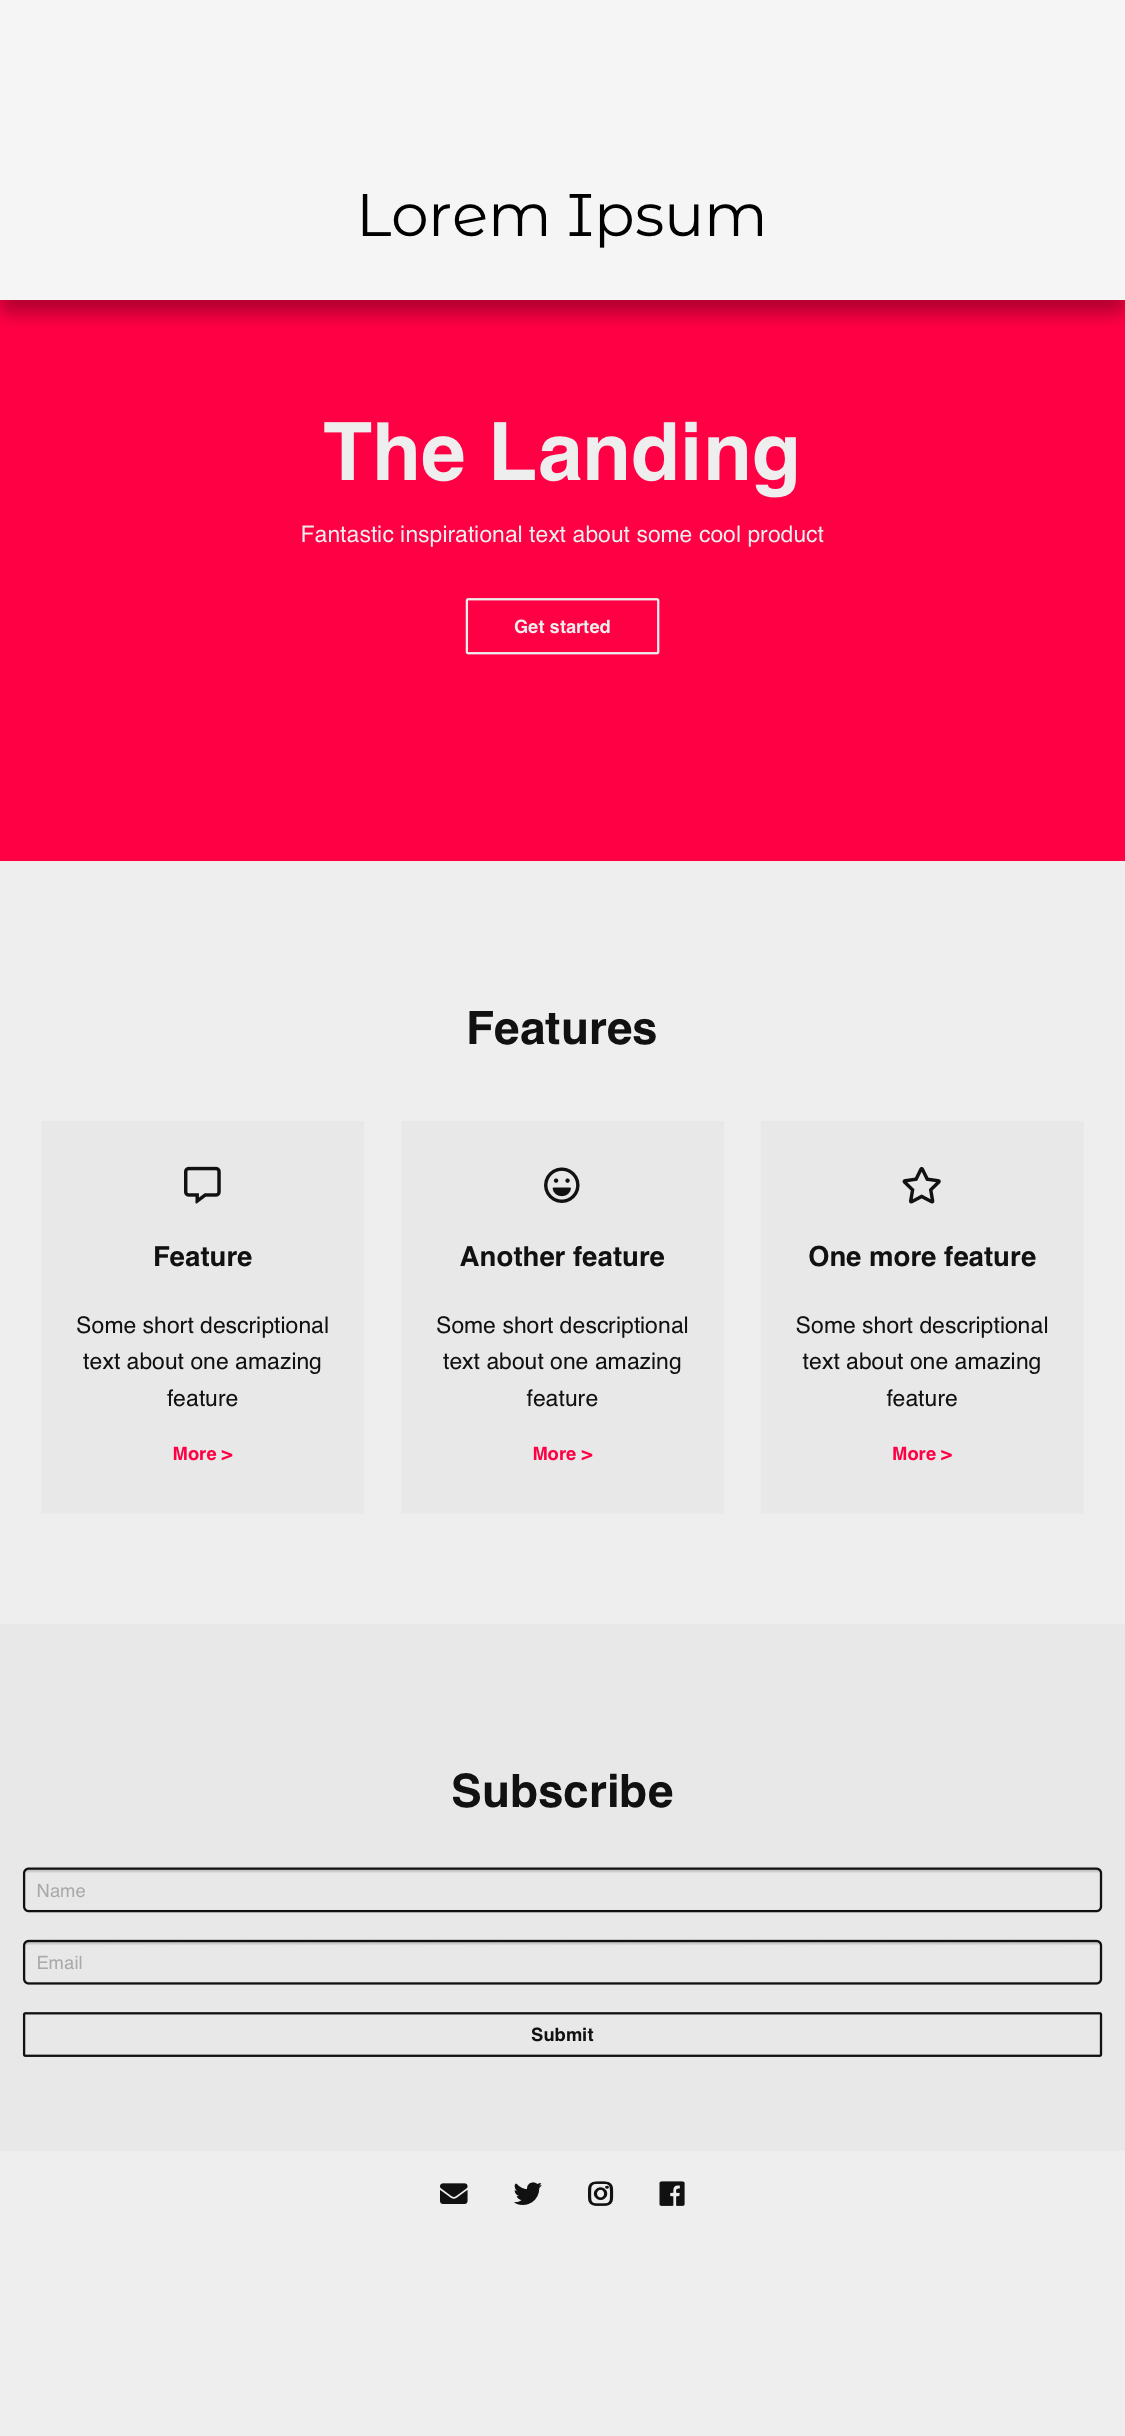 Lorem Ipsum
The Landing
Fantastic inspirational text about some cool product
Get started
Features
Feature
Some short descriptional
text about one amazing
feature
More >
Another feature
Some short descriptional
text about one amazing
feature
More >
One more feature
Some short descriptional
text about one amazing
feature
More >
Subscribe
Name
Email
Submit